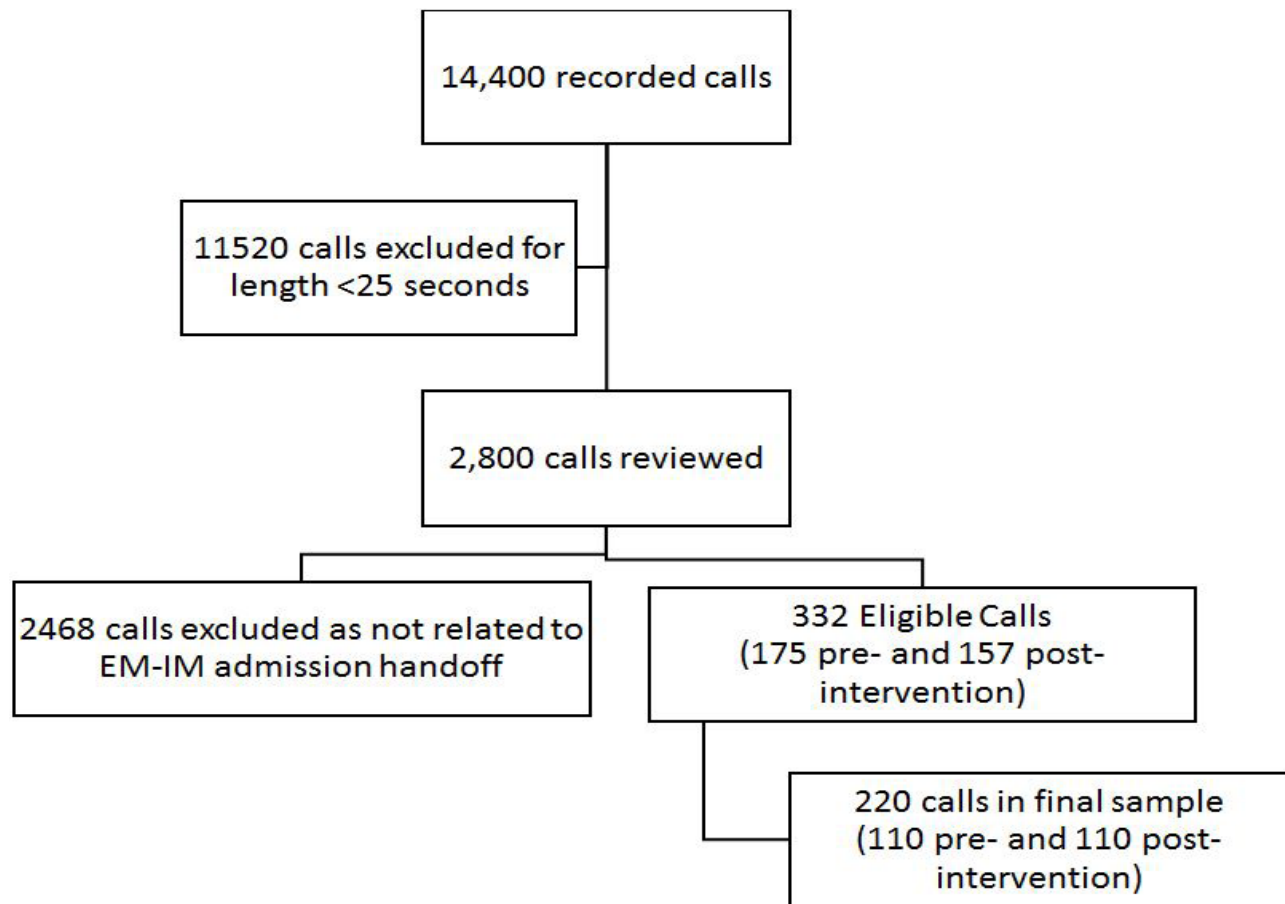 14,400 recorded calls
11520 calls excluded for
length <25 seconds
2,800 calls reviewed
2468 calls excluded as not related to
EM-IM admission handoff
332 Eligible Calls
(175 pre- and 157 post-
intervention)
220 calls in final sample
(110 pre- and 110 post-
intervention)